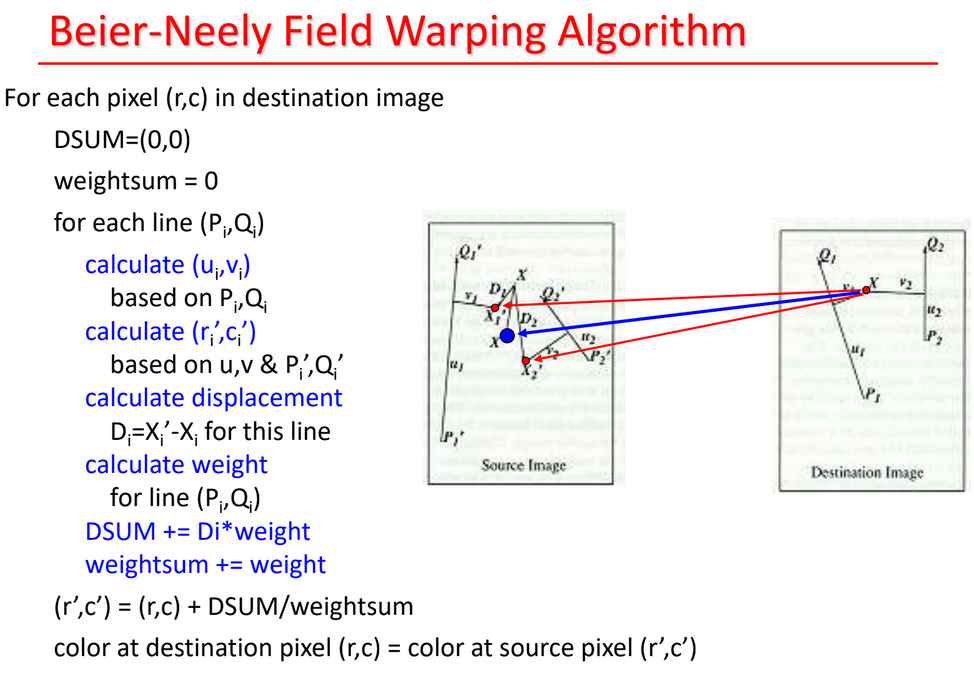 Beier-Neely Field Warping Algorithm
For each pixel (r,c) in destination image
DSUM=(0,0)
weightsum = 0
for each line (Pi,Qi)
calculate (ui,vi)
based on Pi,Qi
calculate (ri’,ci’)
based on u,v & Pi’,Qi’
calculate displacement
Di=Xi’-Xi for this line
calculate weight
for line (Pi,Qi)
DSUM += Di*weight
weightsum += weight
(r’,c’) = (r,c) + DSUM/weightsum
color at destination pixel (r,c) = color at source pixel (r’,c’)
Q1'
X
D1
Q2'
v1
X1'
D2
X'
u2
v2
P2'
X2'
u1
P1'
Source Image
Q1
Q2
X
v2
u2
P2
u1
P1
Destination Image